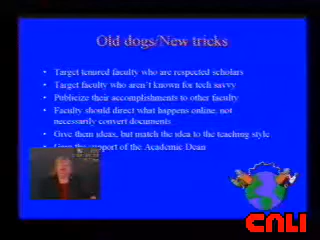 Old dogs/New tricks
• Target tenured faculty who are respected scholars
• Target faculty who aren't known for tech savvy
• Publicize their accomplishments to other faculty
• Faculty should direct what happens online, not
necessarily convert documents
• Give them ideas, but match the idea to the teaching style
support of the Academic Dean
CNLI